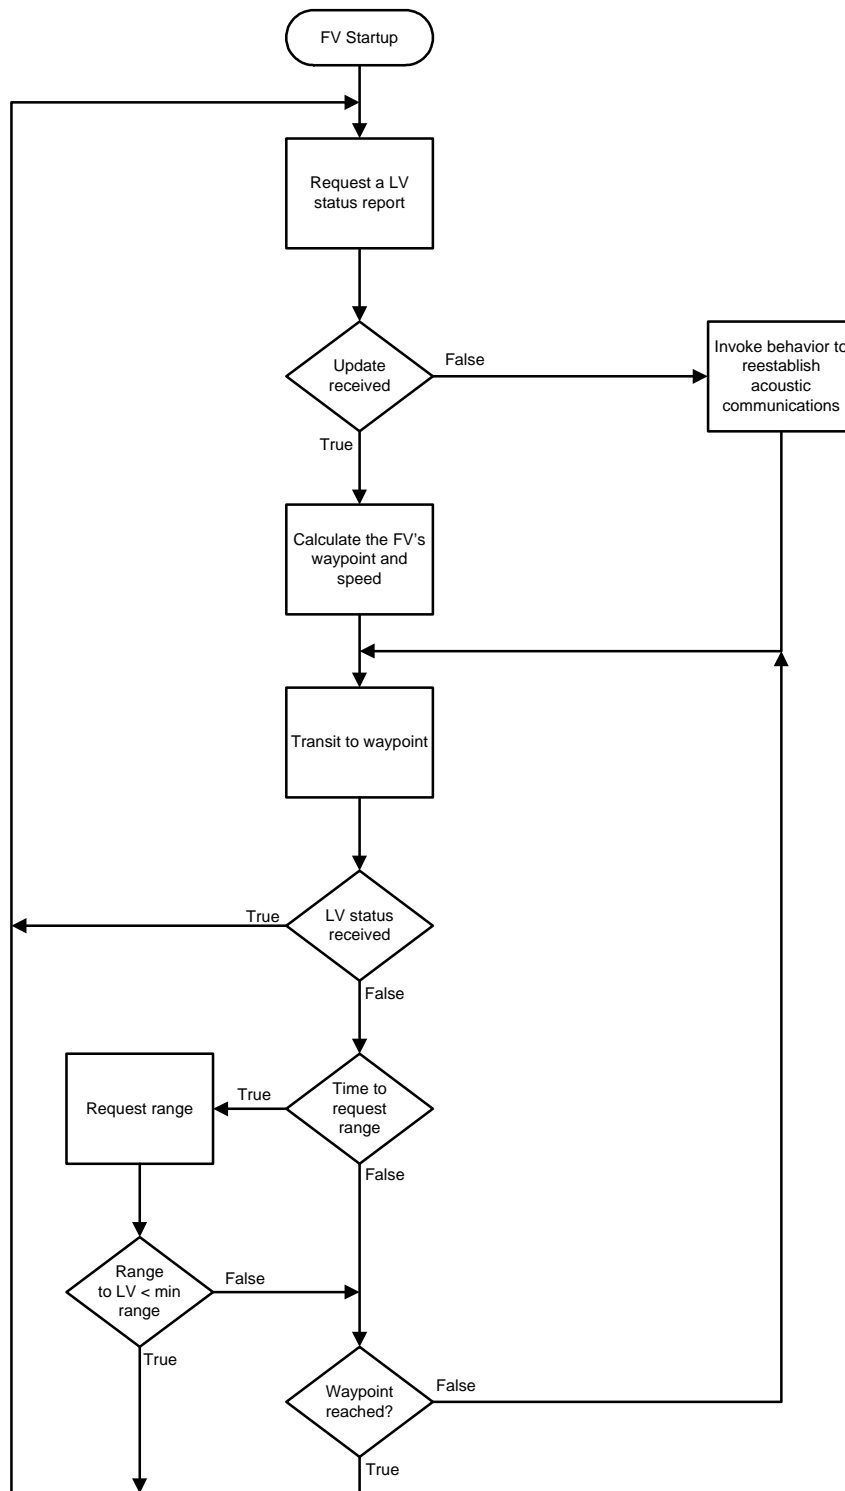 FV Startup
Request a LV
status report
Update
received
False
Invoke behavior to
reestablish
acoustic
communications
True
Calculate the FV's
waypoint and
speed
Transit to waypoint
LV status
received
True
False
Time to
request
range
True
Request range
False
Range
to LV < min
range
False
True
Waypoint
reached?
False
True